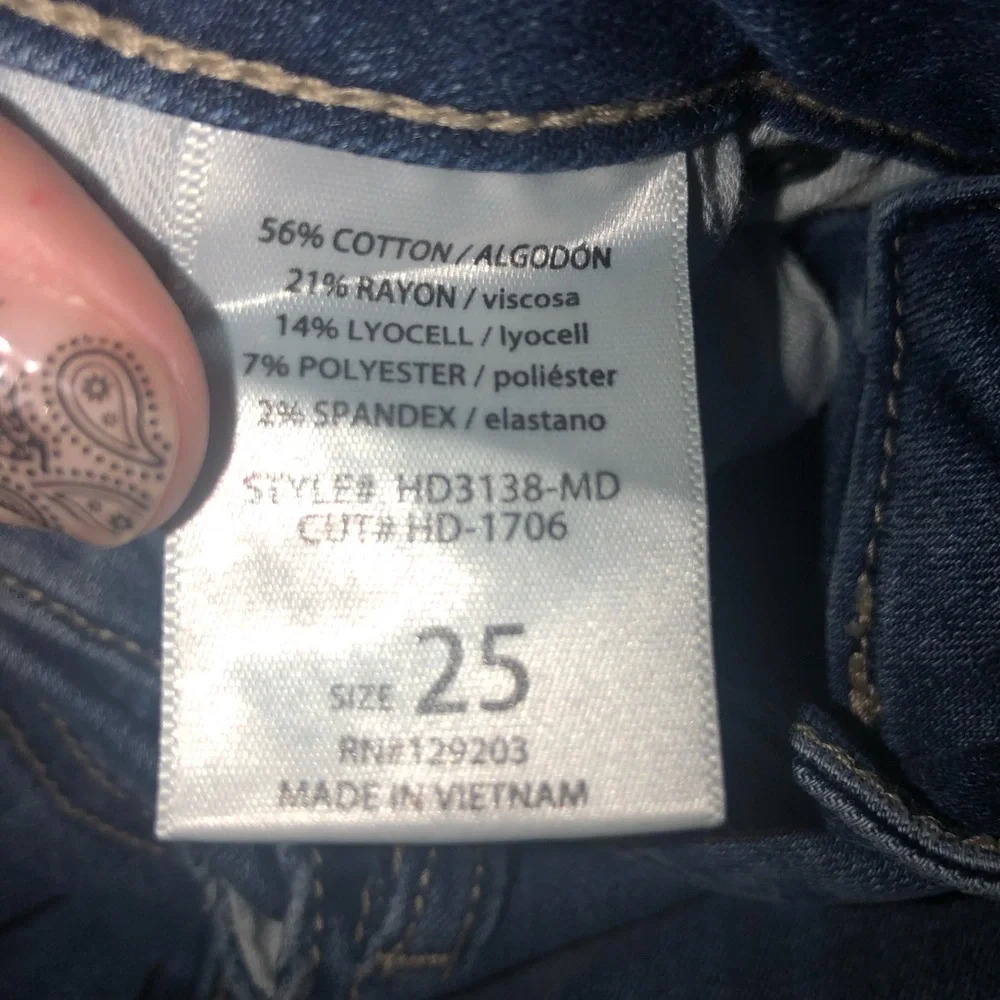 56% COTTON / ALGODÓN
21% RAYON / viscosa
14% LYOCELL / lyocell
7% POLYESTER / poliéster
2% SPANDEX / elastano
STYLE# HD3138-MD
CUT# HD-1706
SIZE 25
RN#129203
MADE IN VIETNAM